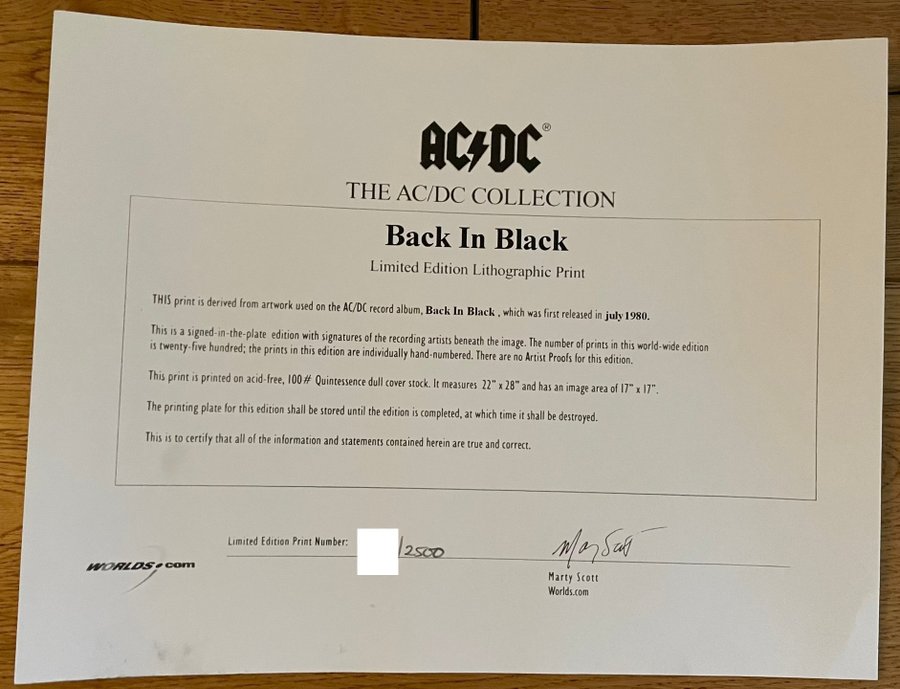 AC⚡DC®
THE AC/DC COLLECTION
Back In Black
Limited Edition Lithographic Print
THIS print is derived from artwork used on the AC/DC record album, Back In Black , which was first released in july 1980.
This is a signed-in-the-plate edition with signatures of the recording artists beneath the image. The number of prints in this world-wide edition
is twenty-five hundred; the prints in this edition are individually hand-numbered. There are no Artist Proofs for this edition.
This print is printed on acid-free, 100# Quintessence dull cover stock. It measures 22" x 28" and has an image area of 17" x 17".
The printing plate for this edition shall be stored until the edition is completed, at which time it shall be destroyed.
This is to certify that all of the information and statements contained herein are true and correct.
Limited Edition Print Number: /2500
Marty Scott
WORLDS.com
Marty Scott
Worlds.com